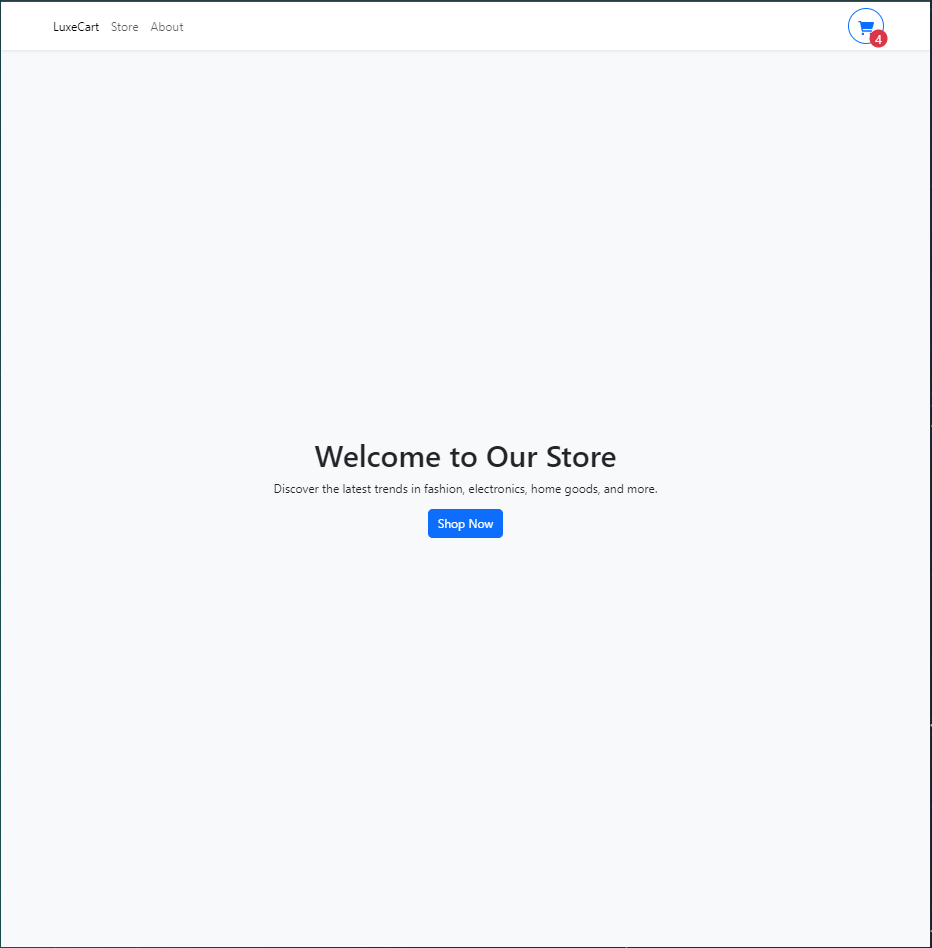 LuxeCart Store About
4
Welcome to Our Store
Discover the latest trends in fashion, electronics, home goods, and more.
Shop Now